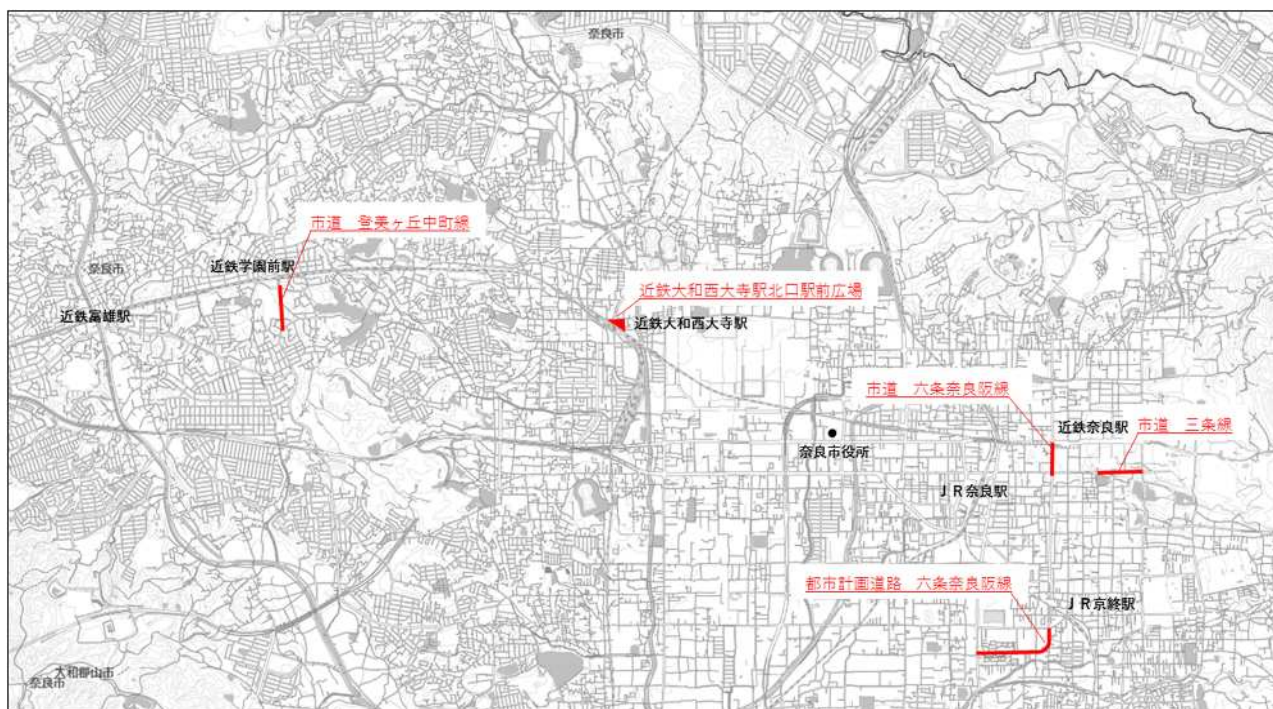 奈良市
市道　登美ヶ丘中町線
近鉄学園前駅
奈良市
近鉄富雄駅
近鉄大和西大寺駅北口駅前広場
近鉄大和西大寺駅
市道　六条奈良阪線
近鉄奈良駅
市道　三条線
奈良市役所
ＪＲ奈良駅
都市計画道路　六条奈良阪線
ＪＲ京終駅
大和郡山市
奈良市